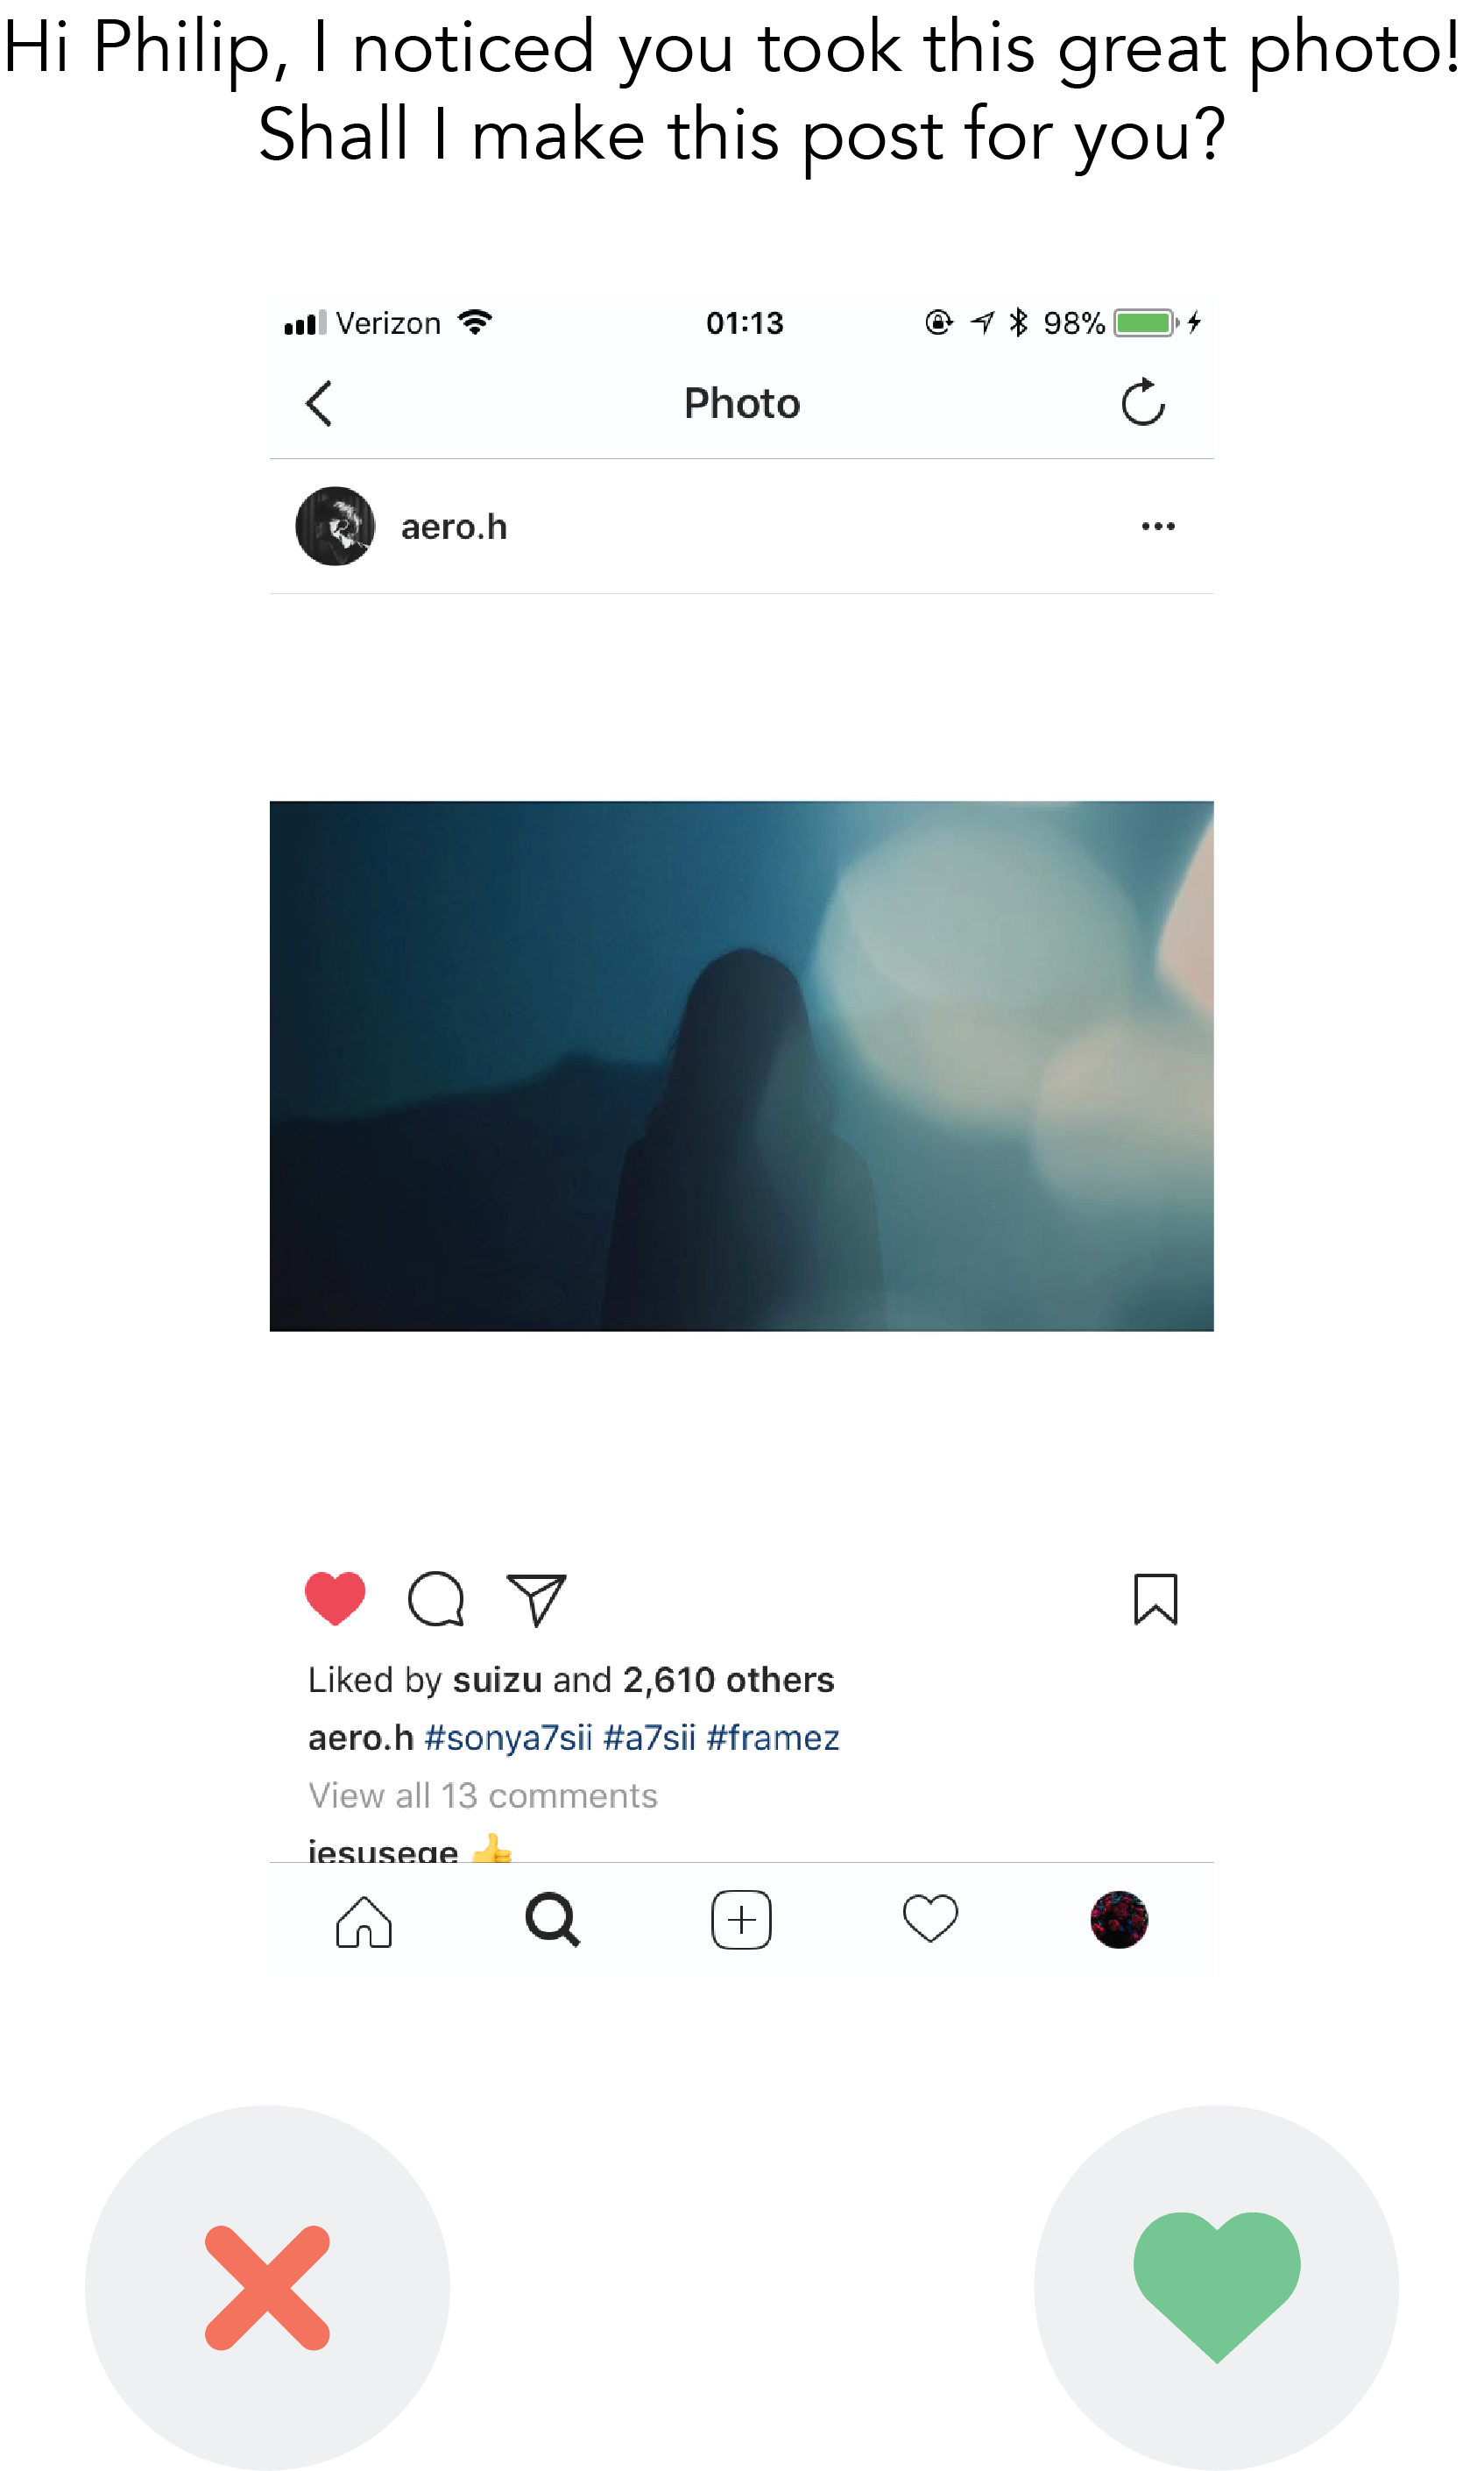 Hi Philip, I noticed you took this great photo!
Shall I make this post for you?
Verizon 01:13 98%
Photo
aero.h
Liked by suizu and 2,610 others
aero.h #sonya7sii #a7sii #framez
View all 13 comments
jesusege 👍